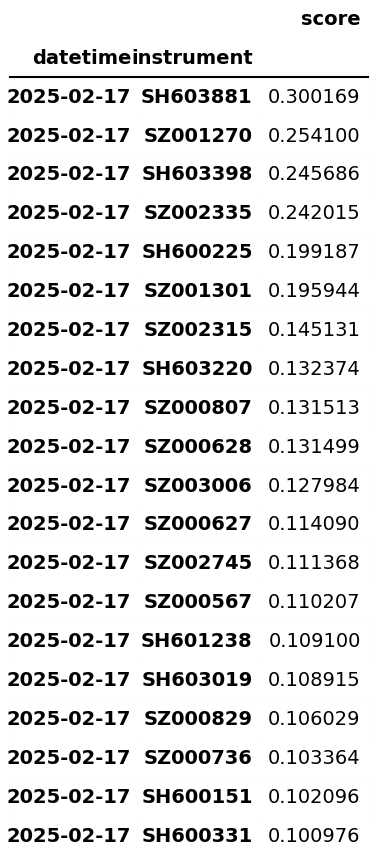 score
datetime instrument
2025-02-17 SH603881 0.300169
2025-02-17 SZ001270 0.254100
2025-02-17 SH603398 0.245686
2025-02-17 SZ002335 0.242015
2025-02-17 SH600225 0.199187
2025-02-17 SZ001301 0.195944
2025-02-17 SZ002315 0.145131
2025-02-17 SH603220 0.132374
2025-02-17 SZ000807 0.131513
2025-02-17 SZ000628 0.131499
2025-02-17 SZ003006 0.127984
2025-02-17 SZ000627 0.114090
2025-02-17 SZ002745 0.111368
2025-02-17 SZ000567 0.110207
2025-02-17 SH601238 0.109100
2025-02-17 SH603019 0.108915
2025-02-17 SZ000829 0.106029
2025-02-17 SZ000736 0.103364
2025-02-17 SH600151 0.102096
2025-02-17 SH600331 0.100976